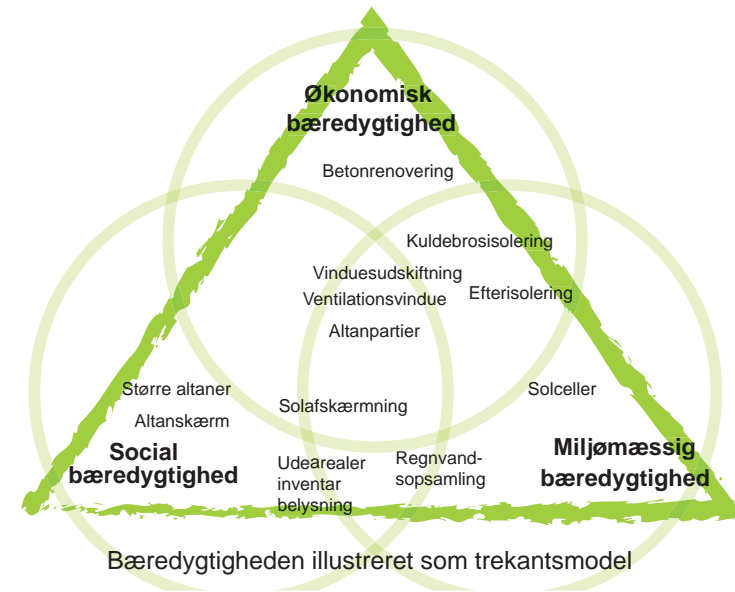 Økonomisk
bæredygtighed
Betonrenovering
Kuldebrosisolering
Vinduesudskiftning
Ventilationsvindue
Efterisolering
Altanpartier
Større altaner
Altanskærm
Solafskærmning
Solceller
Social
bæredygtighed
Udearealer
inventar
belysning
Regnvand-
sopsamling
Miljømæssig
bæredygtighed
Bæredygtigheden illustreret som trekantsmodel